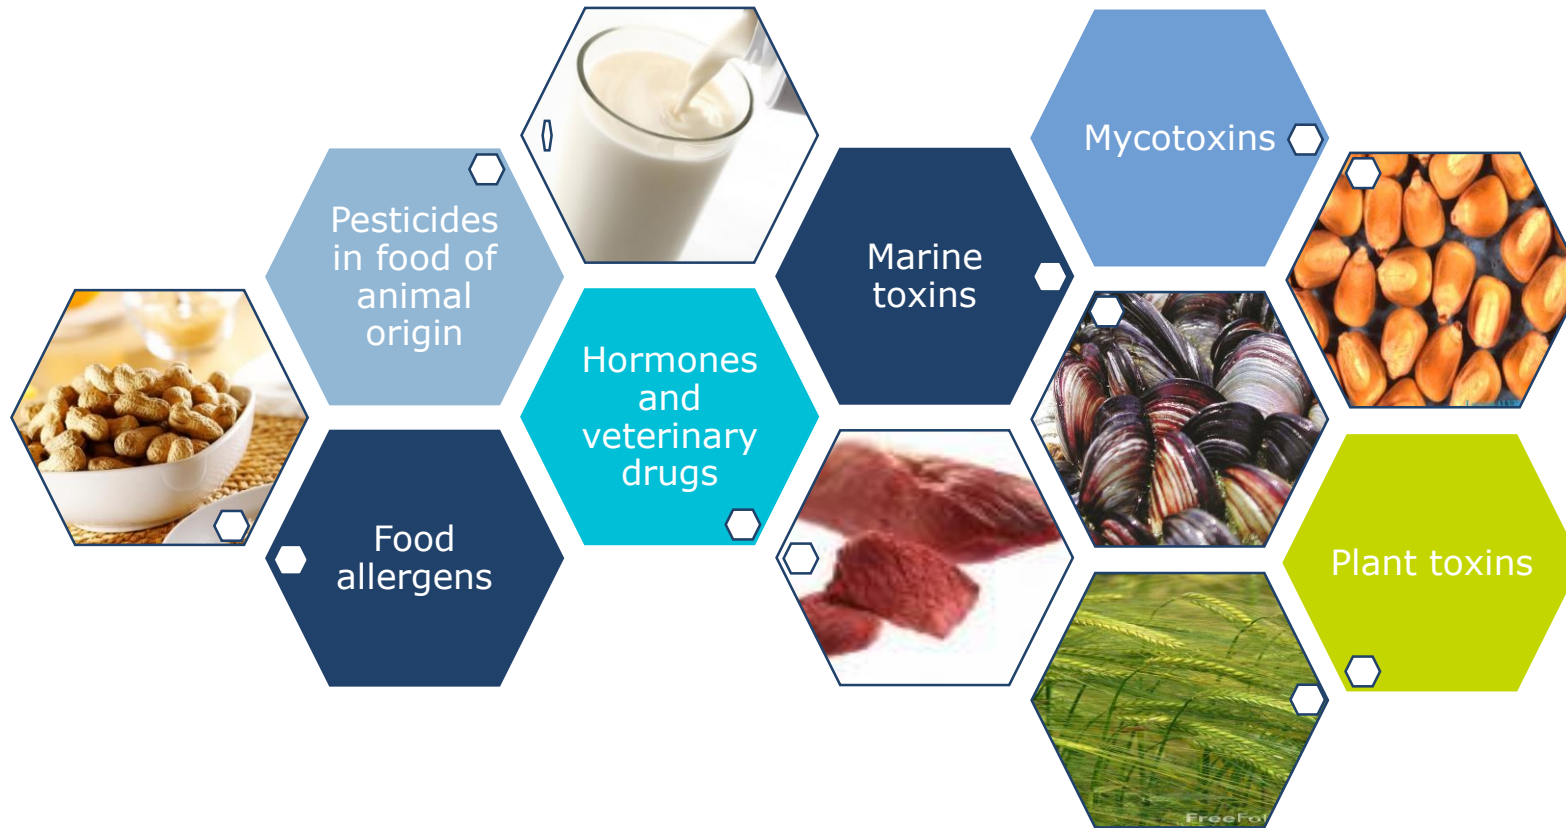 Pesticides
in food of
animal
origin
Food
allergens
Hormones
and
veterinary
drugs
Marine
toxins
Mycotoxins
Plant toxins